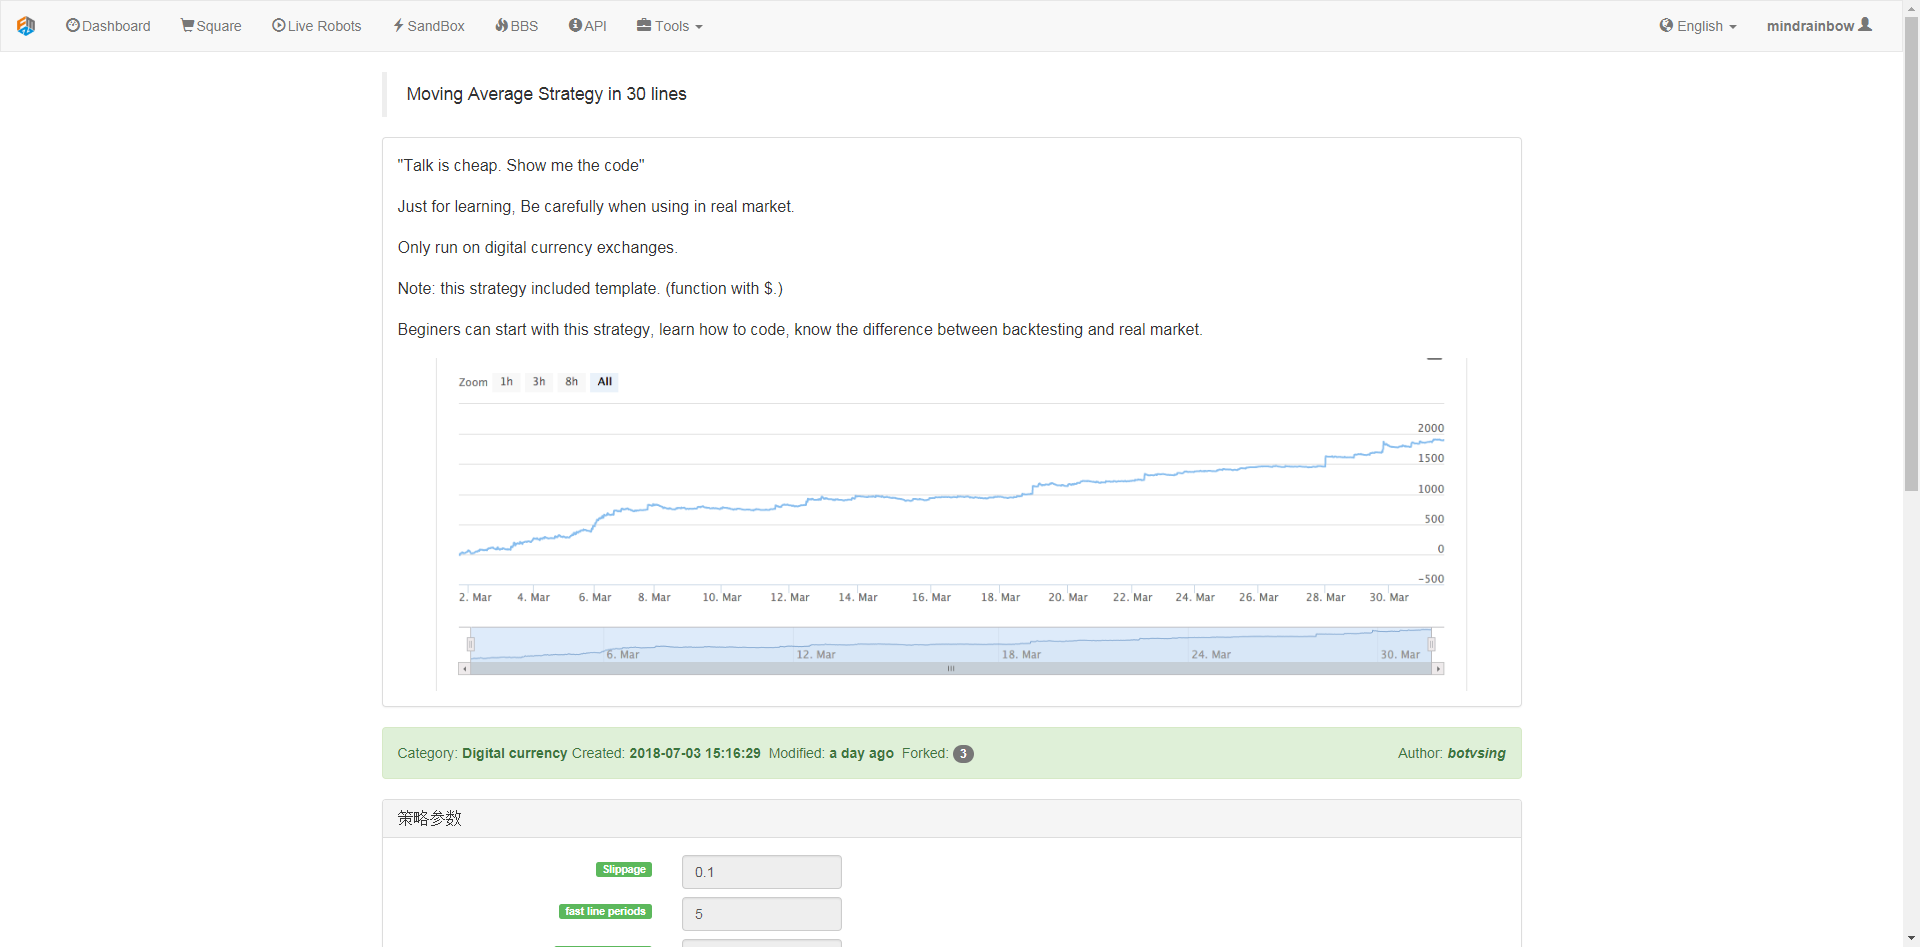 Dashboard Square Live Robots SandBox BBS API Tools English mindrainbow
Moving Average Strategy in 30 lines
"Talk is cheap. Show me the code"
Just for learning, Be carefully when using in real market.
Only run on digital currency exchanges.
Note: this strategy included template. (function with $.)
Beginers can start with this strategy, learn how to code, know the difference between backtesting and real market.
Zoom 1h 3h 8h All
2000
1500
1000
500
0
-500
2. Mar 4. Mar 6. Mar 8. Mar 10. Mar 12. Mar 14. Mar 16. Mar 18. Mar 20. Mar 22. Mar 24. Mar 26. Mar 28. Mar 30. Mar
6. Mar 12. Mar 18. Mar 24. Mar 30. Mar
Category: Digital currency Created: 2018-07-03 15:16:29 Modified: a day ago Forked: 3 Author: botvsing
策略参数
Slippage 0.1
fast line periods 5